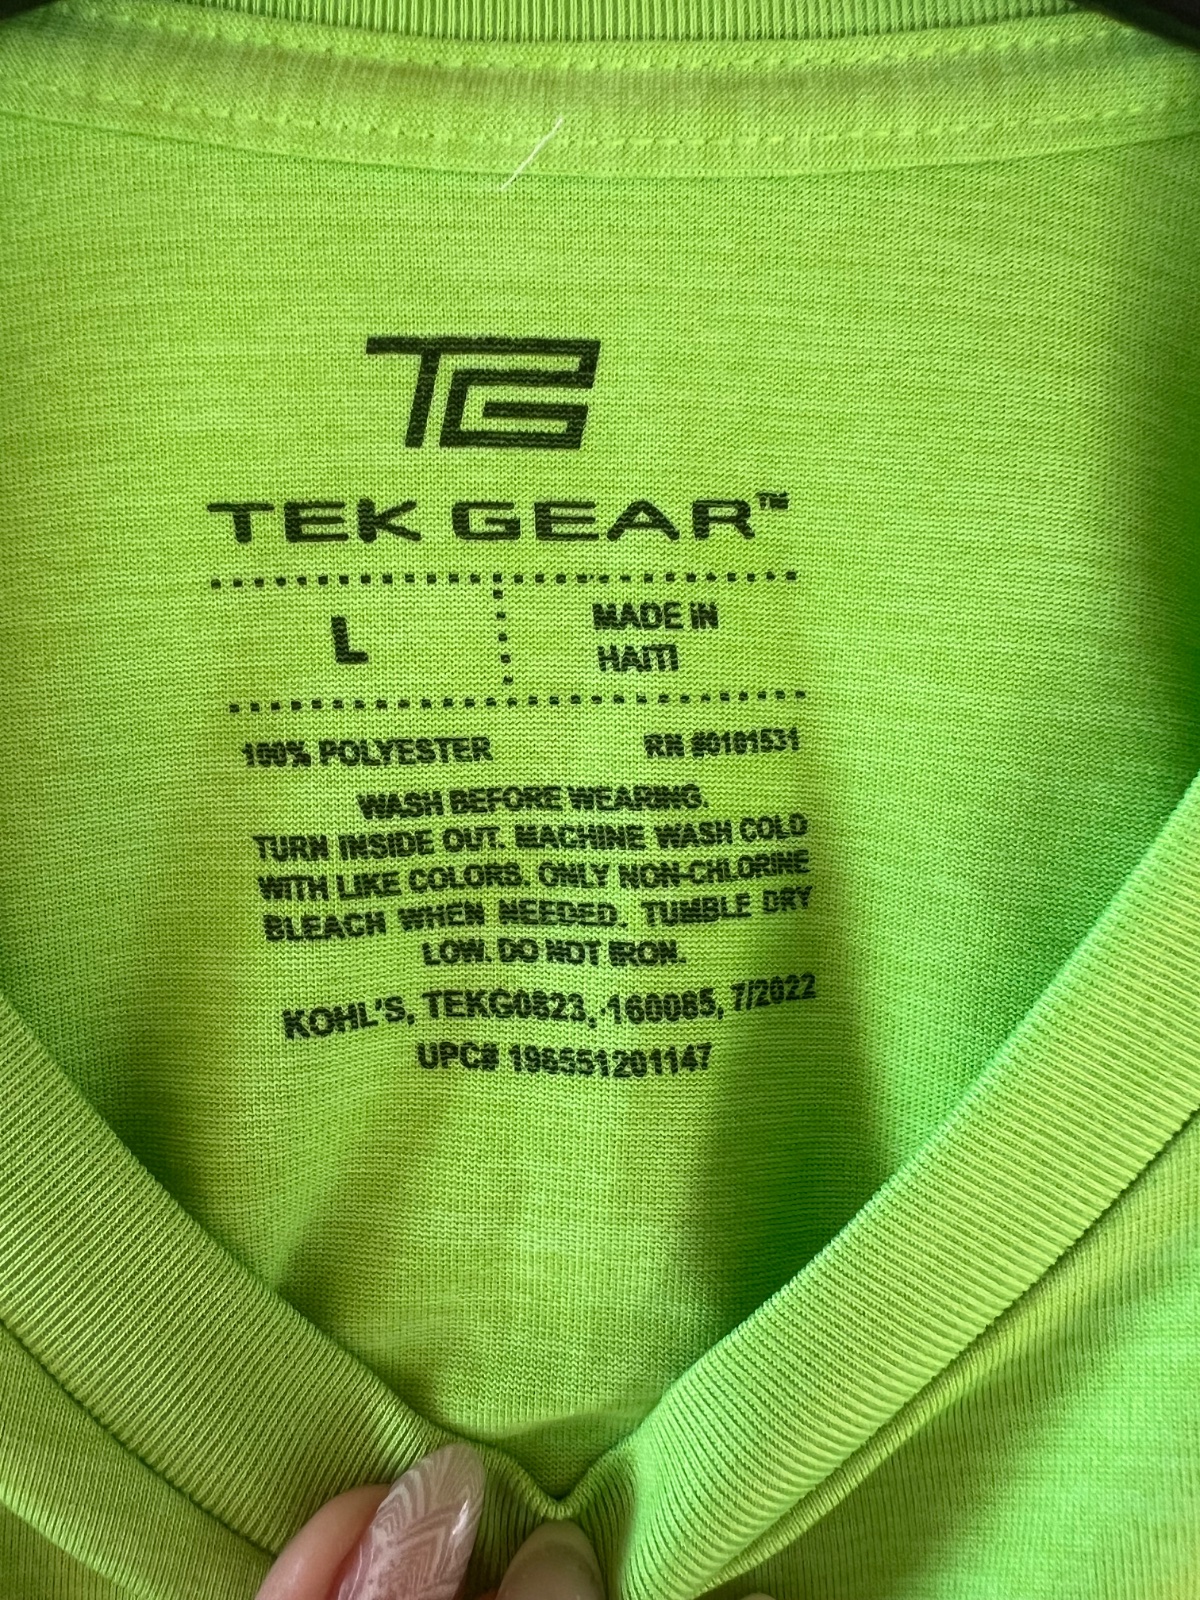 TG
TEK GEAR™
L
MADE IN
HAITI
100% POLYESTER
RN #0101531
WASH BEFORE WEARING.
TURN INSIDE OUT. MACHINE WASH COLD
WITH LIKE COLORS. ONLY NON-CHLORINE
BLEACH WHEN NEEDED. TUMBLE DRY
LOW. DO NOT IRON.
KOHL'S, TEKG0823, 160085, 7/2022
UPC# 196551201147